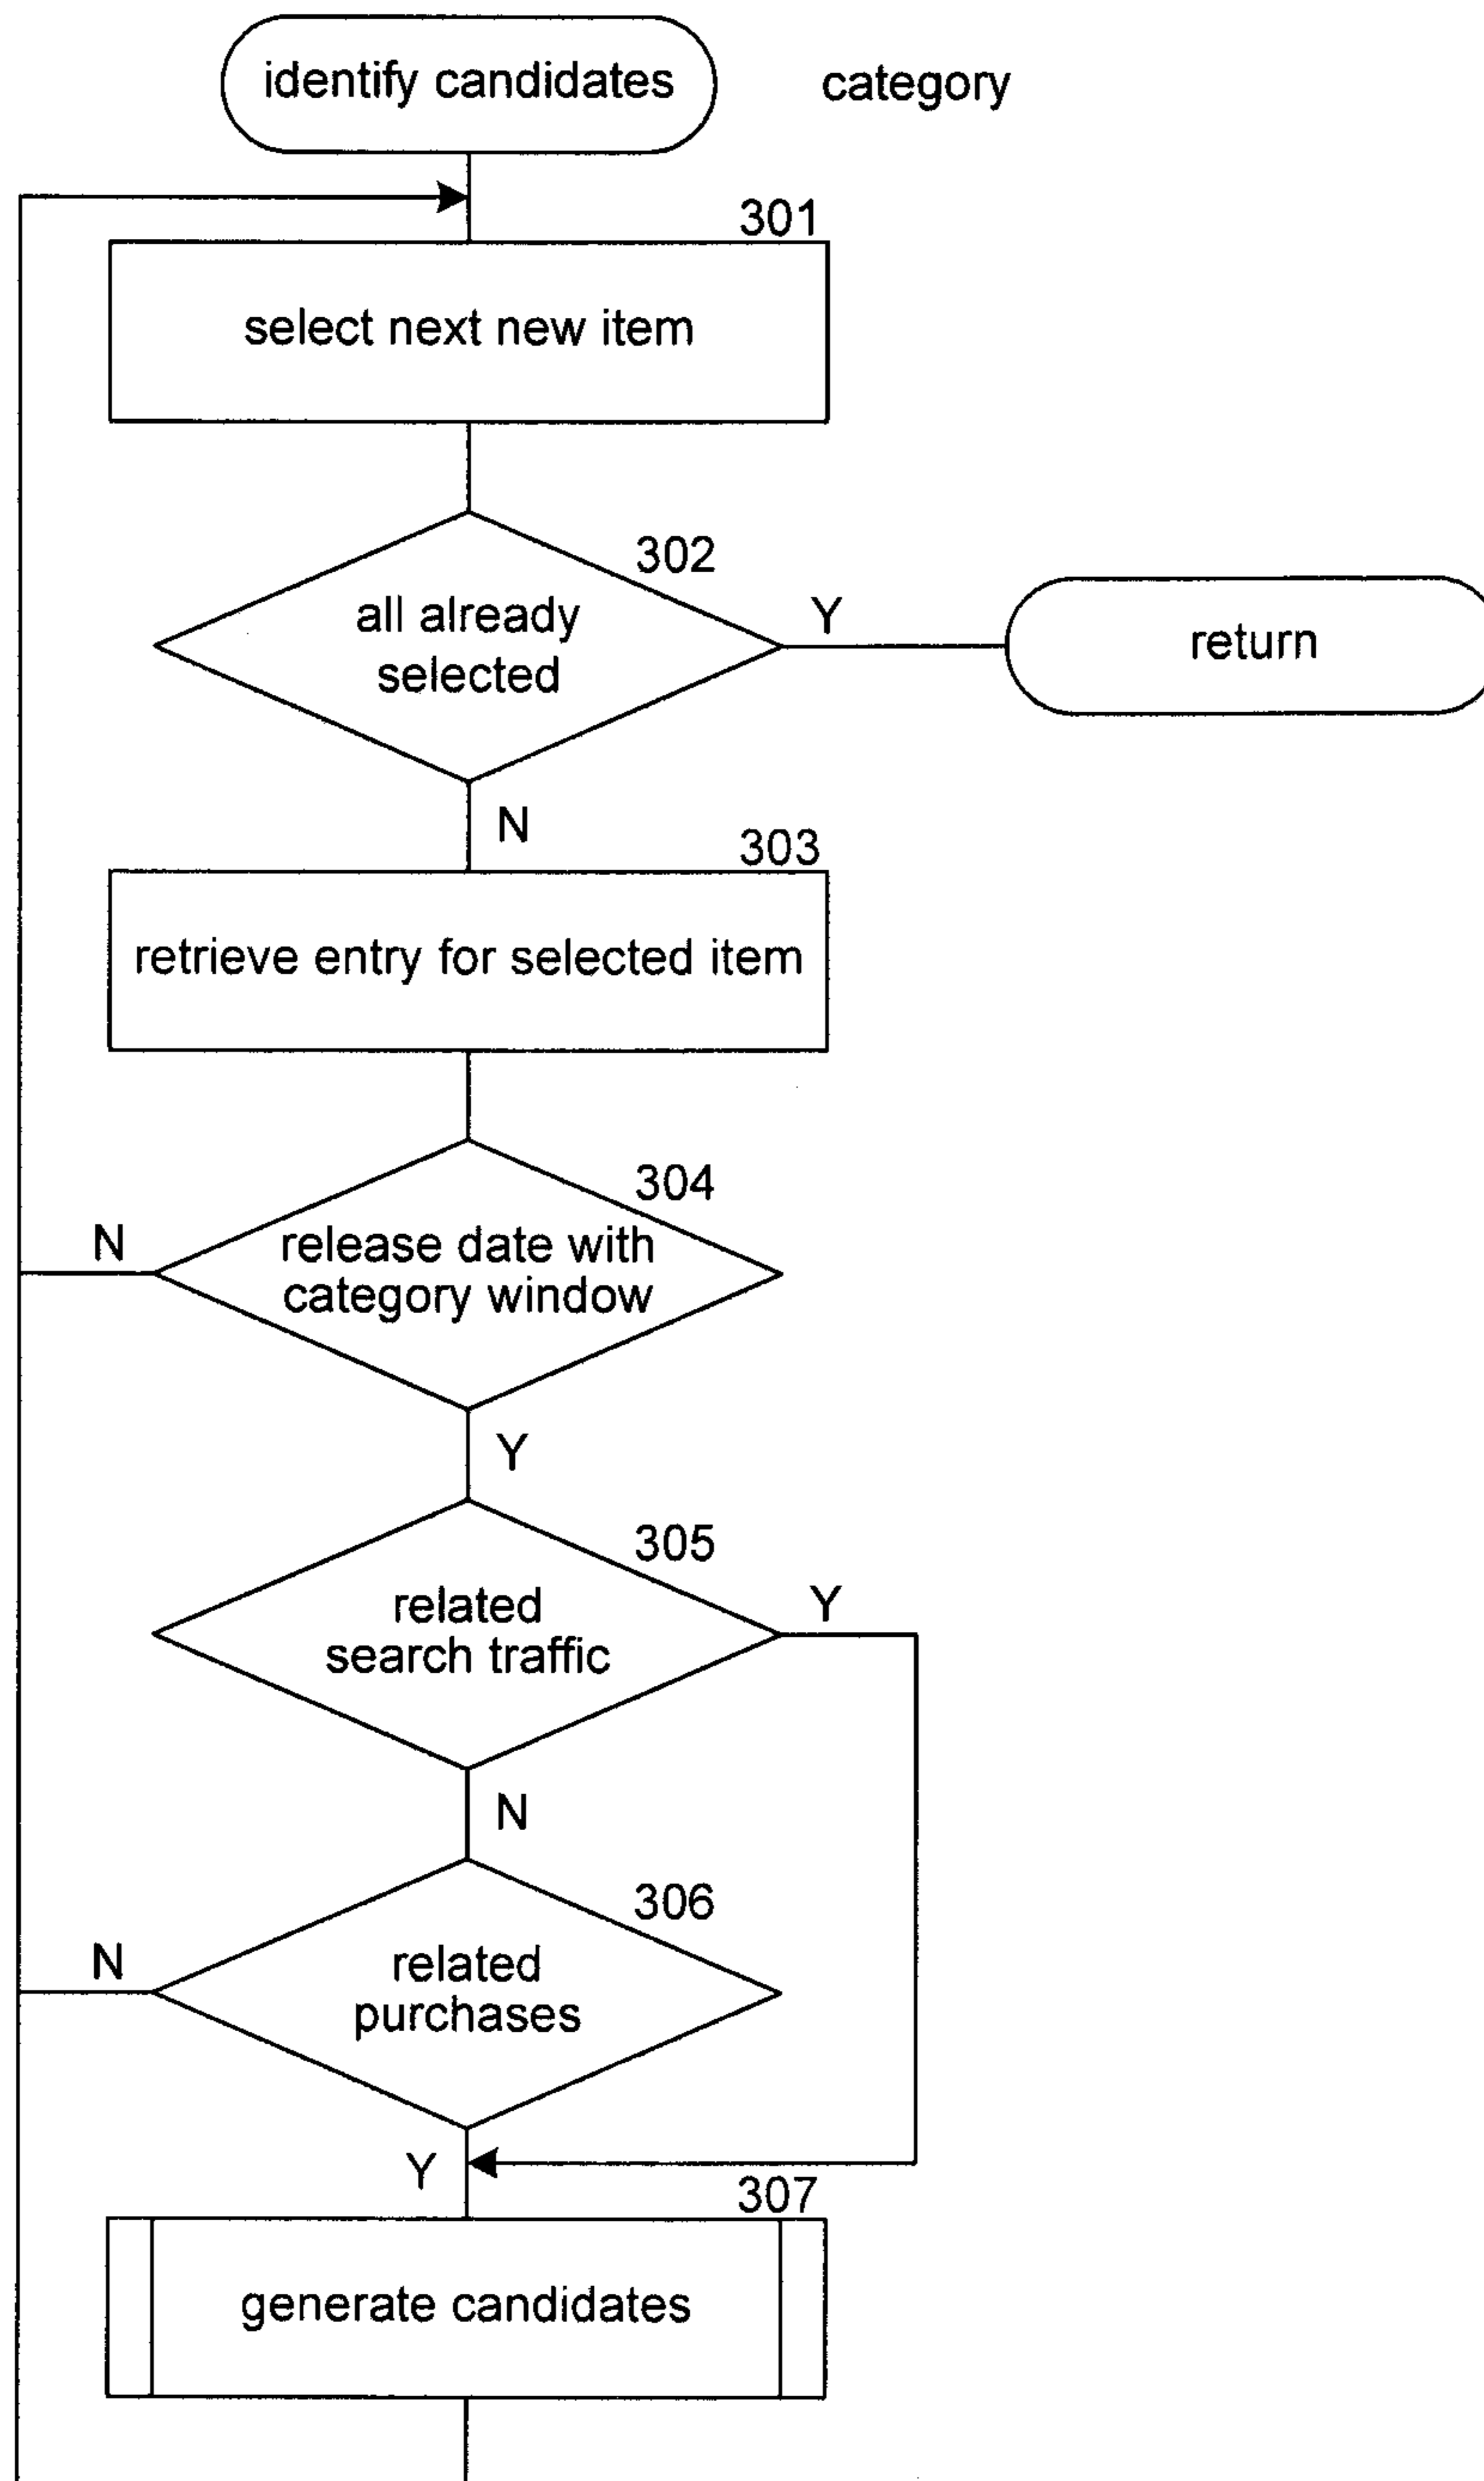 identify candidates
category
301
select next new item
302
all already
selected
Y
return
N
303
retrieve entry for selected item
304
N
release date with
category window
Y
305
related
search traffic
Y
N
306
N
related
purchases
Y
307
generate candidates